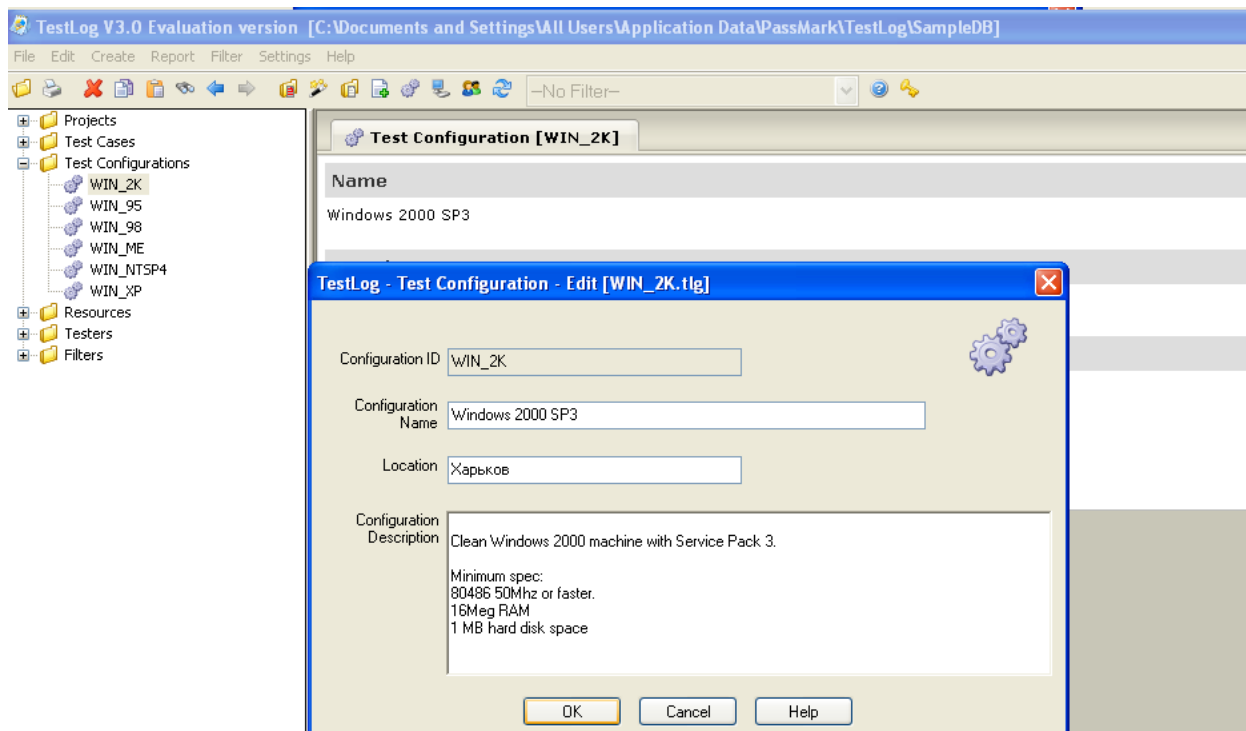 TestLog V3.0 Evaluation version [C:\Documents and Settings\All Users\Application Data\PassMark\TestLog\SampleDB]
File Edit Create Report Filter Settings Help
--No Filter--
Projects
Test Cases
Test Configurations
WIN_2K
WIN_95
WIN_98
WIN_ME
WIN_NTSP4
WIN_XP
Resources
Testers
Filters
Test Configuration [WIN_2K]
Name
Windows 2000 SP3
TestLog - Test Configuration - Edit [WIN_2K.tlg]
Configuration ID WIN_2K
Configuration Name Windows 2000 SP3
Location Харьков
Configuration Description
Clean Windows 2000 machine with Service Pack 3.
Minimum spec:
80486 50Mhz or faster.
16Meg RAM
1 MB hard disk space
OK Cancel Help